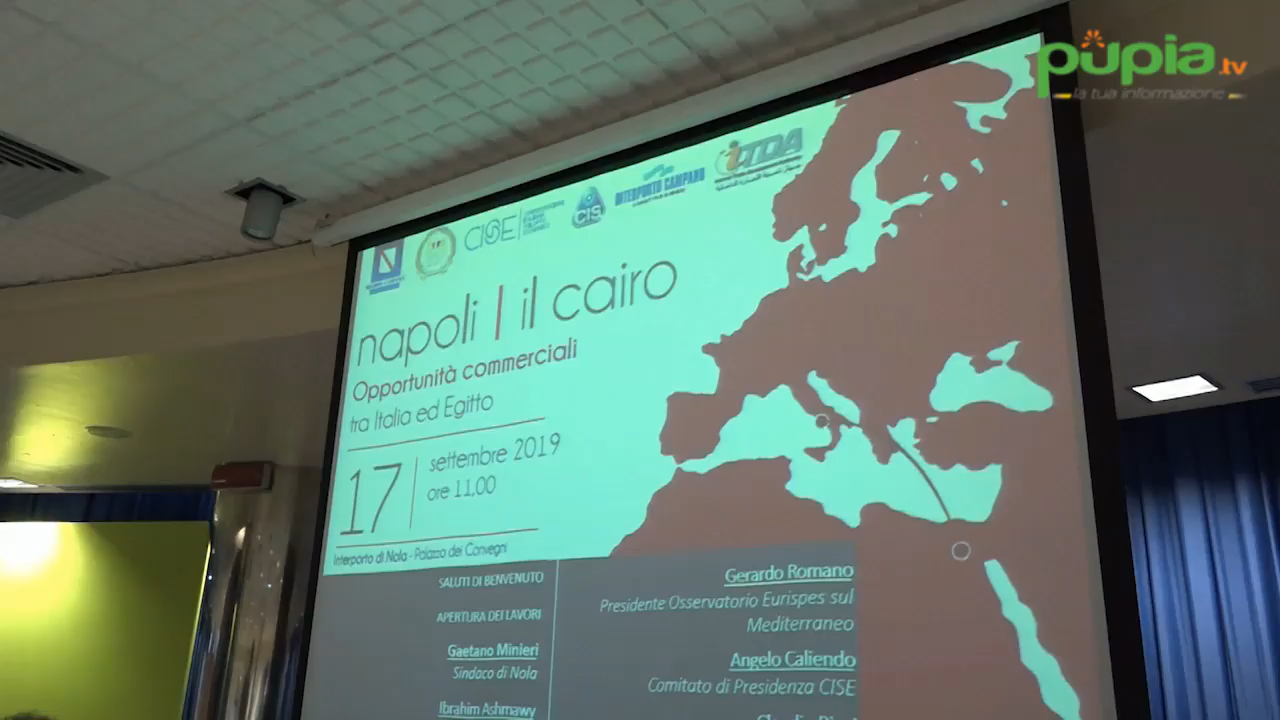 pupia.tv
la tua informazione
CISE
CIS
INTERPORTO CAMPANO
iTDA
napoli | il cairo
Opportunità commerciali
tra Italia ed Egitto
17
settembre 2019
ore 11,00
Interporto di Nola - Palazzo dei Convegni
SALUTI DI BENVENUTO
APERTURA DEI LAVORI
Gaetano Minieri
Sindaco di Nola
Ibrahim Ashmawy
Gerardo Romano
Presidente Osservatorio Eurispes sul
Mediterraneo
Angelo Caliendo
Comitato di Presidenza CISE